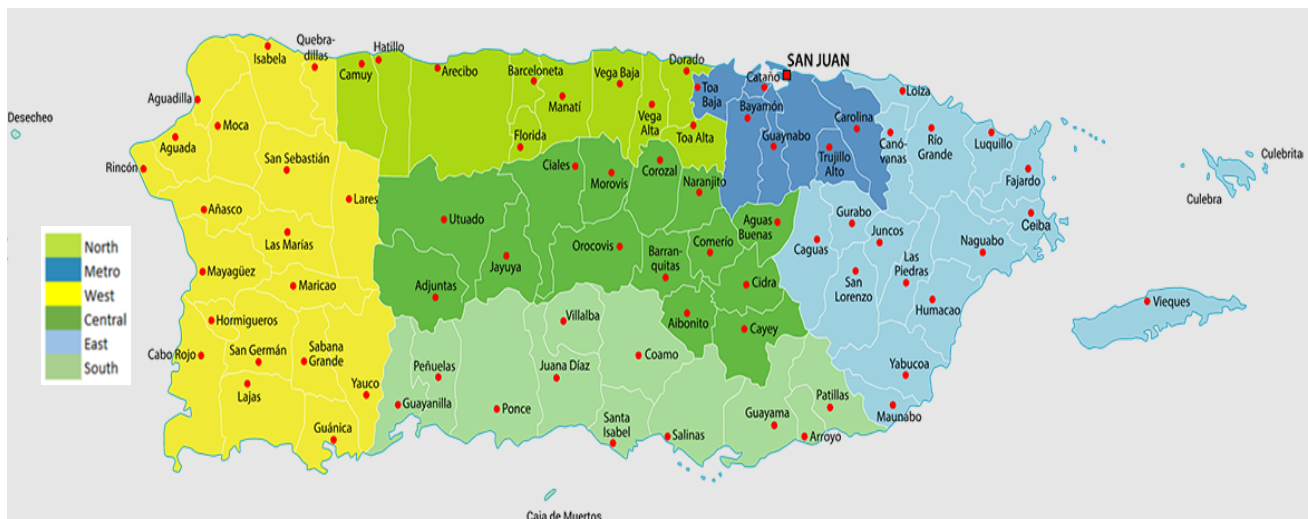 Quebra-
dillas
Hatillo
Isabela
Camuy
Arecibo
Barceloneta
Vega Baja
Dorado
SAN JUAN
Cataño
Toa
Baja
Loíza
Aguadilla
Manatí
Vega
Alta
Bayamón
Carolina
Desecheo
Moca
Aguada
Florida
Toa Alta
Guaynabo
Trujillo
Alto
Canó-
vanas
Río
Grande
Luquillo
Culebrita
Rincón
San Sebastián
Ciales
Morovis
Corozal
Naranjito
Fajardo
Culebra
Añasco
Lares
Utuado
Aguas
Buenas
Gurabo
Juncos
Ceiba
Las Marías
Orocovis
Barran-
quitas
Comerío
Caguas
Naguabo
North
Metro
West
Central
East
South
Mayagüez
Maricao
Jayuya
Adjuntas
Cidra
San
Lorenzo
Las
Piedras
Humacao
Vieques
Hormigueros
Villalba
Aibonito
Cayey
Cabo Rojo
San Germán
Sabana
Grande
Coamo
Lajas
Yauco
Peñuelas
Juana Díaz
Yabucoa
Guayanilla
Ponce
Patillas
Maunabo
Guánica
Santa
Isabel
Salinas
Guayama
Arroyo
Caja de Muertos